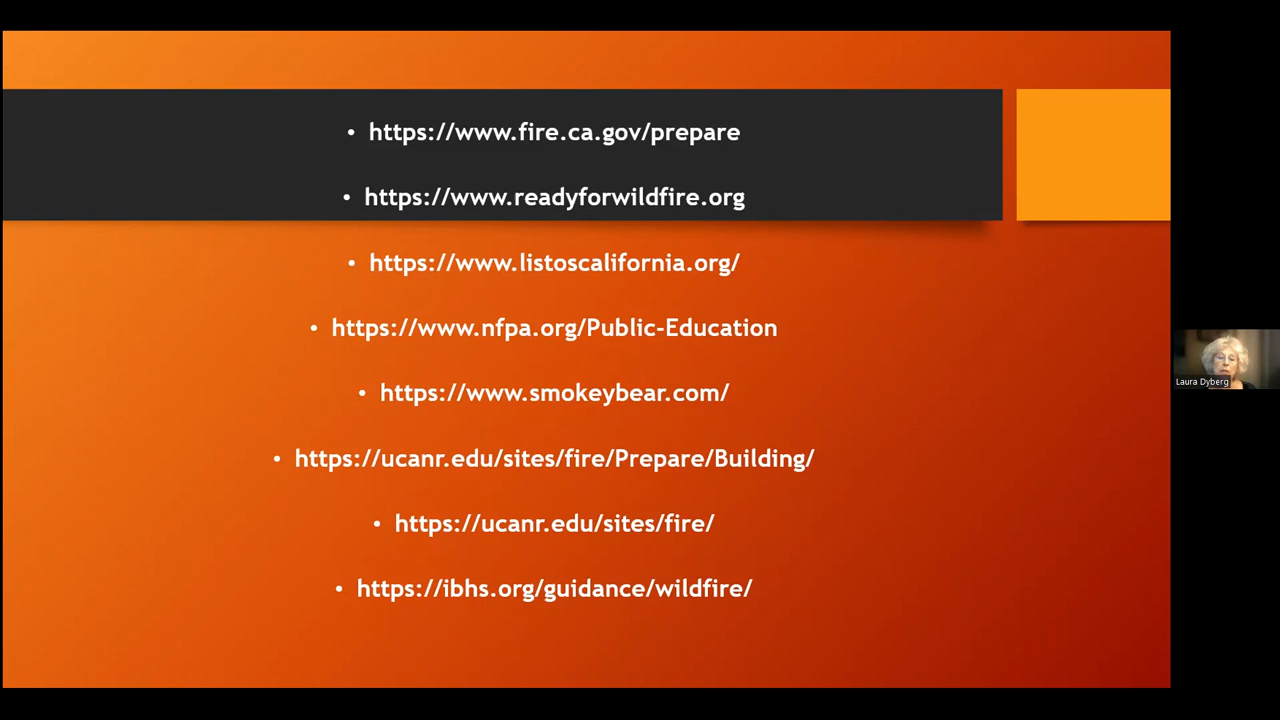 • https://www.fire.ca.gov/prepare
• https://www.readyforwildfire.org
• https://www.listoscalifornia.org/
• https://www.nfpa.org/Public-Education
• https://www.smokeybear.com/
• https://ucanr.edu/sites/fire/Prepare/Building/
• https://ucanr.edu/sites/fire/
• https://ibhs.org/guidance/wildfire/
Laura Dyberg